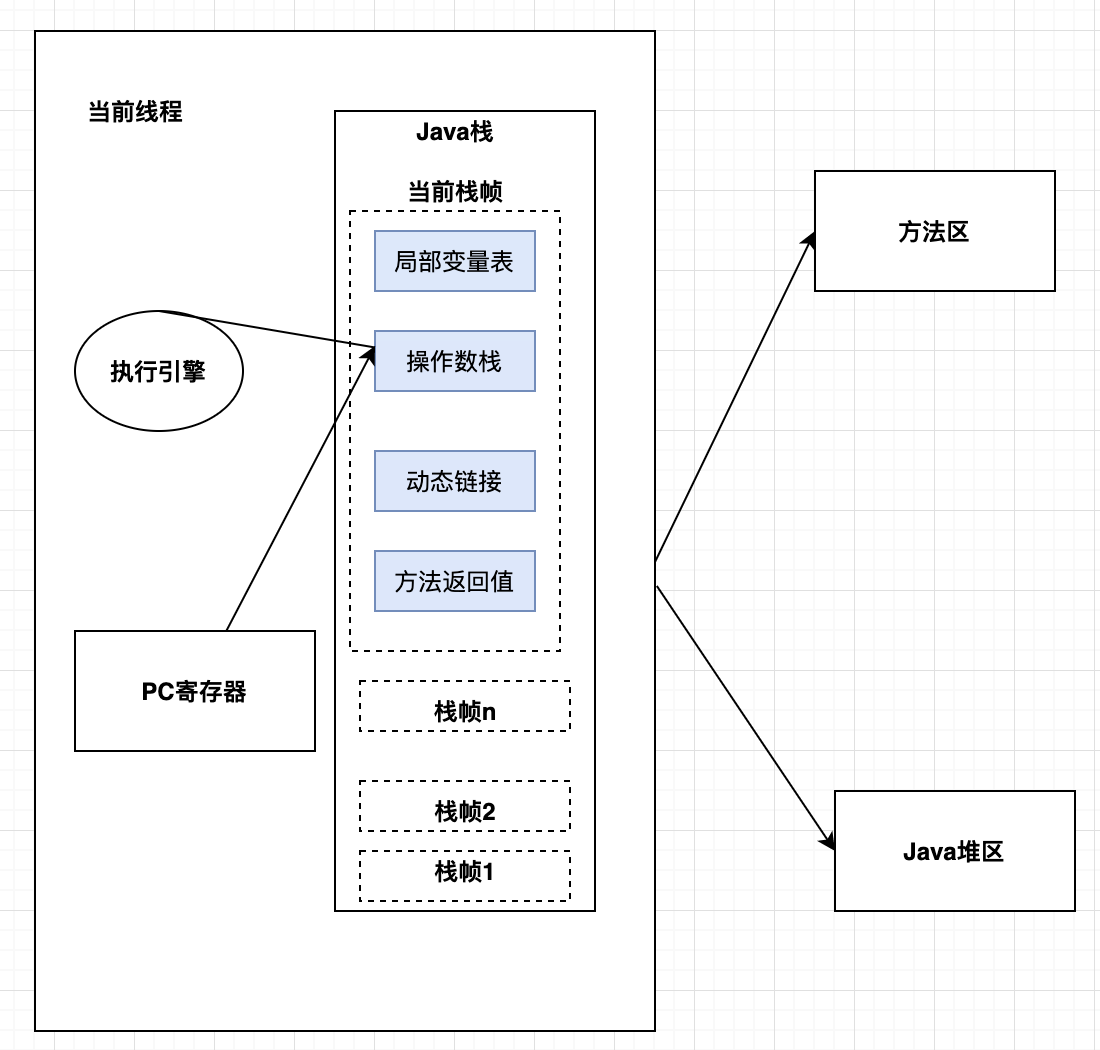 当前线程
Java栈
当前栈帧
局部变量表
操作数栈
动态链接
方法返回值
栈帧n
栈帧2
栈帧1
执行引擎
PC寄存器
方法区
Java堆区